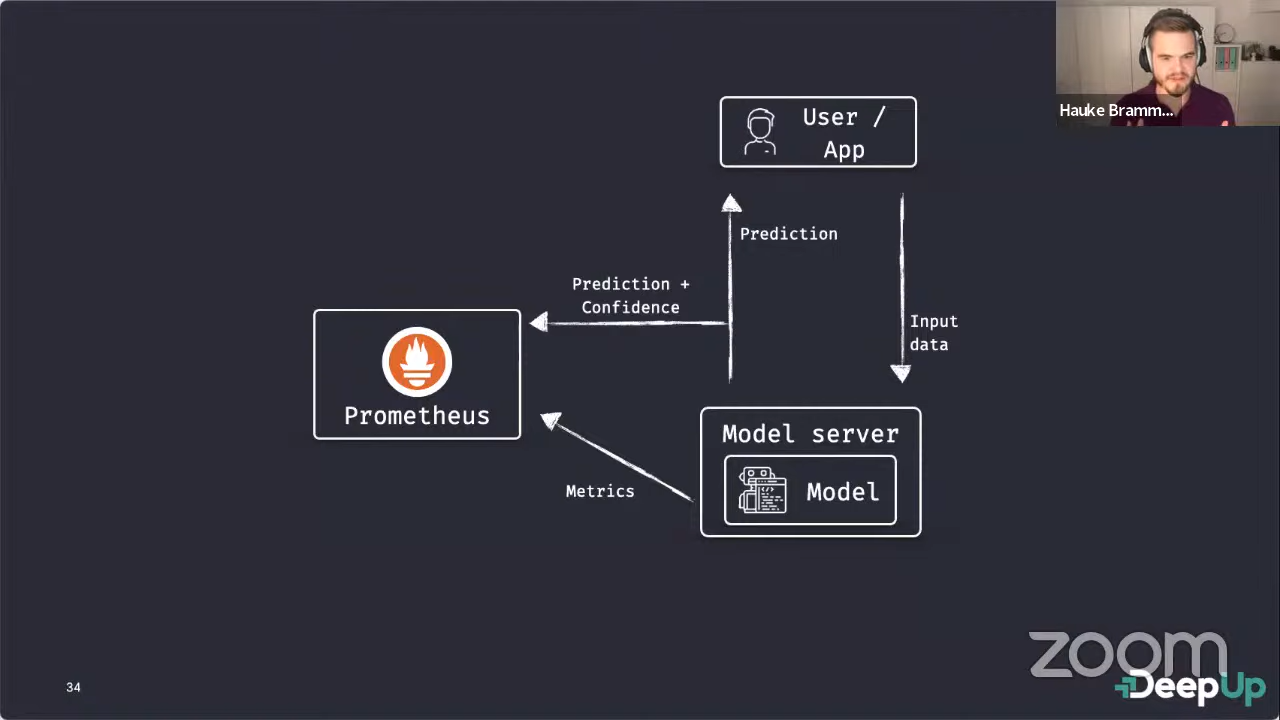 Hauke Bramm...
User /
App
Prediction
Prediction +
Confidence
Input
data
Prometheus
Model server
Metrics
Model
zoom
DeepUp
34